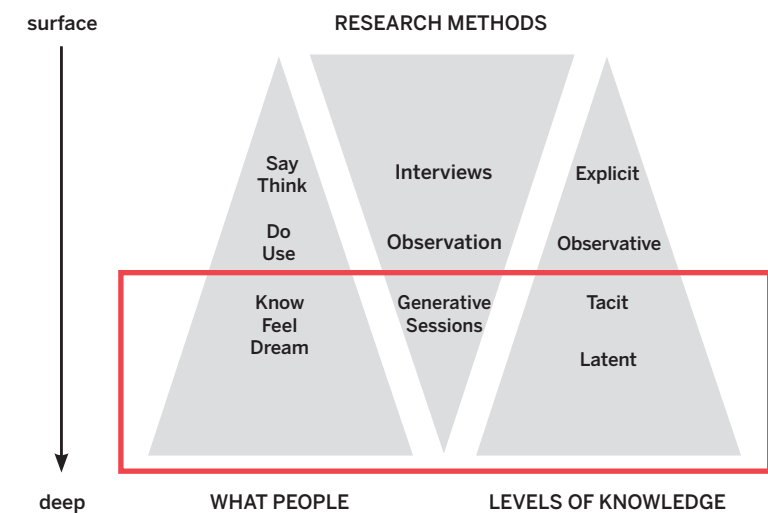 surface
RESEARCH METHODS
Say
Think
Interviews
Explicit
Do
Use
Observation
Observative
Know
Feel
Dream
Generative
Sessions
Tacit
Latent
deep
WHAT PEOPLE
LEVELS OF KNOWLEDGE